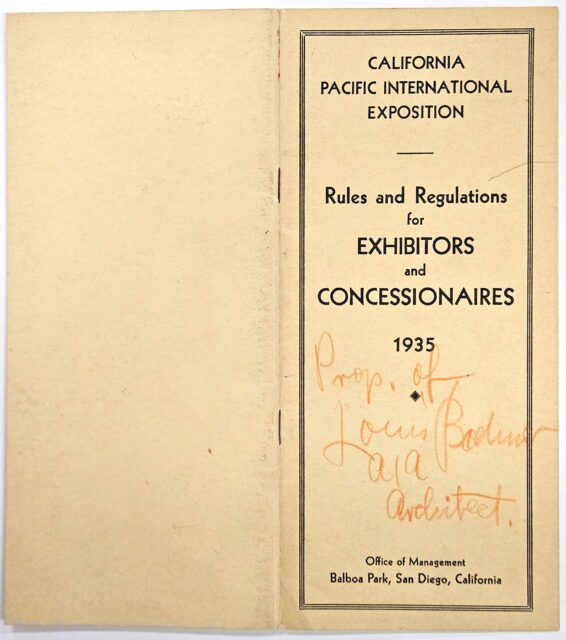 CALIFORNIA
PACIFIC INTERNATIONAL
EXPOSITION
Rules and Regulations
for
EXHIBITORS
and
CONCESSIONAIRES
1935
Prop. of
Louis Bodmer
AIA
Architect.
Office of Management
Balboa Park, San Diego, California